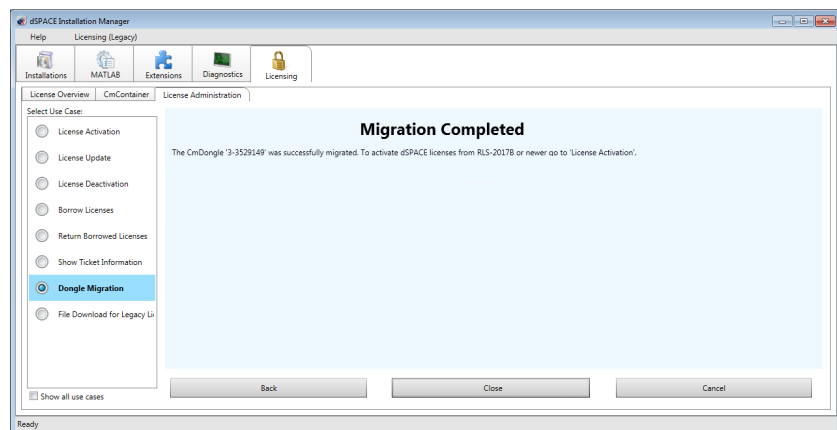 dSPACE Installation Manager
Help Licensing (Legacy)
Installations MATLAB Extensions Diagnostics Licensing
License Overview CmContainer License Administration
Select Use Case:
License Activation
License Update
License Deactivation
Borrow Licenses
Return Borrowed Licenses
Show Ticket Information
Dongle Migration
File Download for Legacy Li
Show all use cases
Migration Completed
The CmDongle '3-3529149' was successfully migrated. To activate dSPACE licenses from RLS-2017B or newer go to 'License Activation'.
Back Close Cancel
Ready